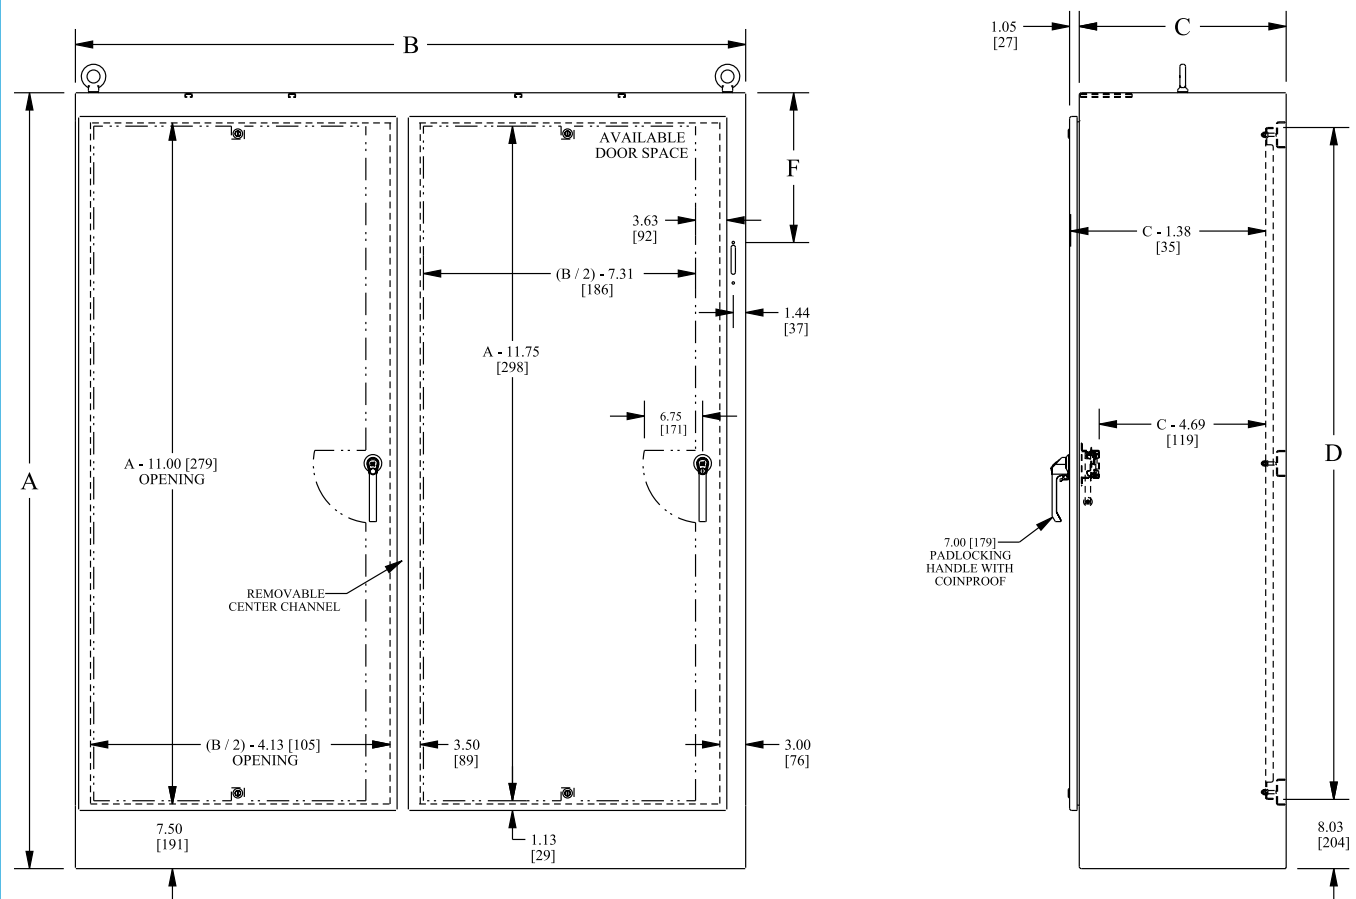 B
1.05
[27]
C
AVAILABLE
DOOR SPACE
F
3.63
[92]
C - 1.38
[35]
(B / 2) - 7.31
[186]
1.44
[37]
A - 11.75
[298]
6.75
[171]
C - 4.69
[119]
A
A - 11.00 [279]
OPENING
D
7.00 [179]
PADLOCKING
HANDLE WITH
COINPROOF
REMOVABLE
CENTER CHANNEL
(B / 2) - 4.13 [105]
OPENING
3.50
[89]
3.00
[76]
7.50
[191]
1.13
[29]
8.03
[204]